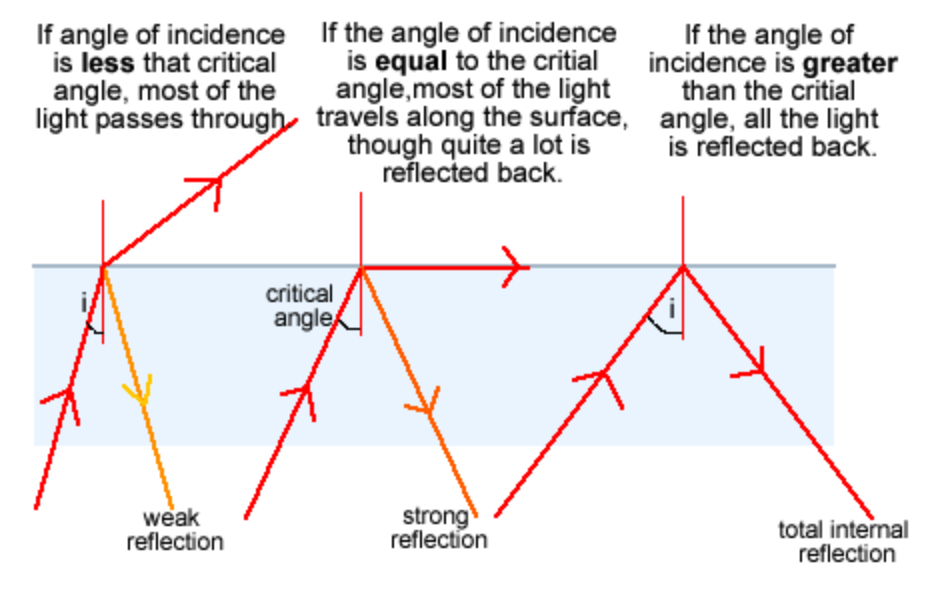 If angle of incidence
is less that critical
angle, most of the
light passes through.
If the angle of incidence
is equal to the critial
angle,most of the light
travels along the surface,
though quite a lot is
reflected back.
If the angle of
incidence is greater
than the critial
angle, all the light
is reflected back.
i
critical
angle
i
weak
reflection
strong
reflection
total internal
reflection